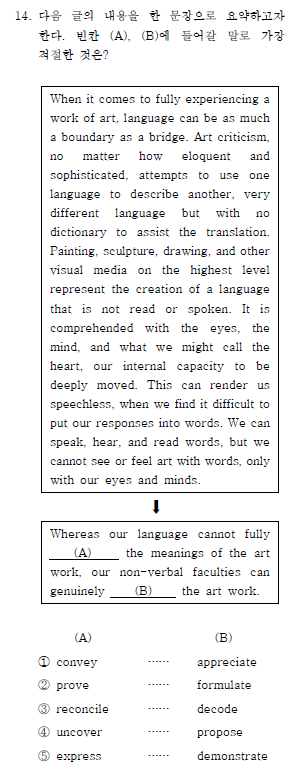 14. 다음 글의 내용을 한 문장으로 요약하고자
한다. 빈칸 (A), (B)에 들어갈 말로 가장
적절한 것은?
When it comes to fully experiencing a
work of art, language can be as much
a boundary as a bridge. Art criticism,
no matter how eloquent and
sophisticated, attempts to use one
language to describe another, very
different language but with no
dictionary to assist the translation.
Painting, sculpture, drawing, and other
visual media on the highest level
represent the creation of a language
that is not read or spoken. It is
comprehended with the eyes, the
mind, and what we might call the
heart, our internal capacity to be
deeply moved. This can render us
speechless, when we find it difficult to
put our responses into words. We can
speak, hear, and read words, but we
cannot see or feel art with words, only
with our eyes and minds.
Whereas our language cannot fully
(A) the meanings of the art
work, our non-verbal faculties can
genuinely (B) the art work.
(A) (B)
① convey …… appreciate
② prove …… formulate
③ reconcile …… decode
④ uncover …… propose
⑤ express …… demonstrate